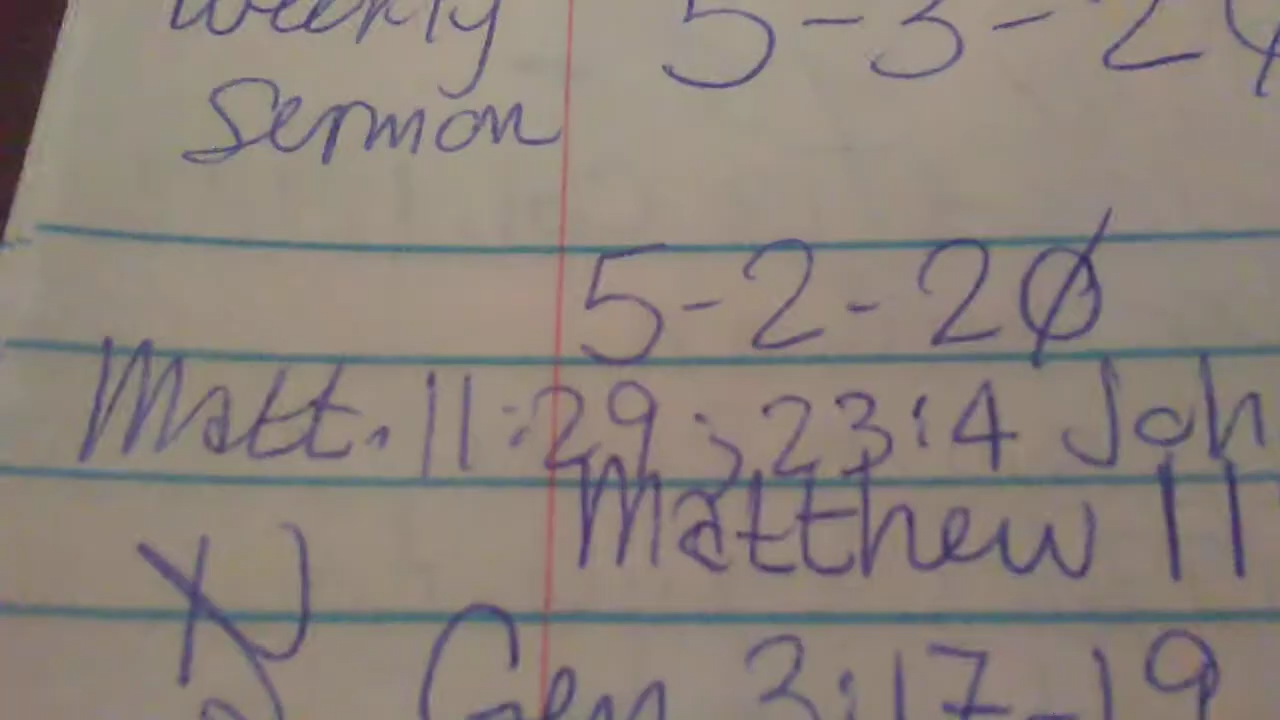 Weekly 5-3-20
Sermon
5-2-20
Matt. 11:29; 23:4 Joh
Matthew 11
Gen 3:17-19